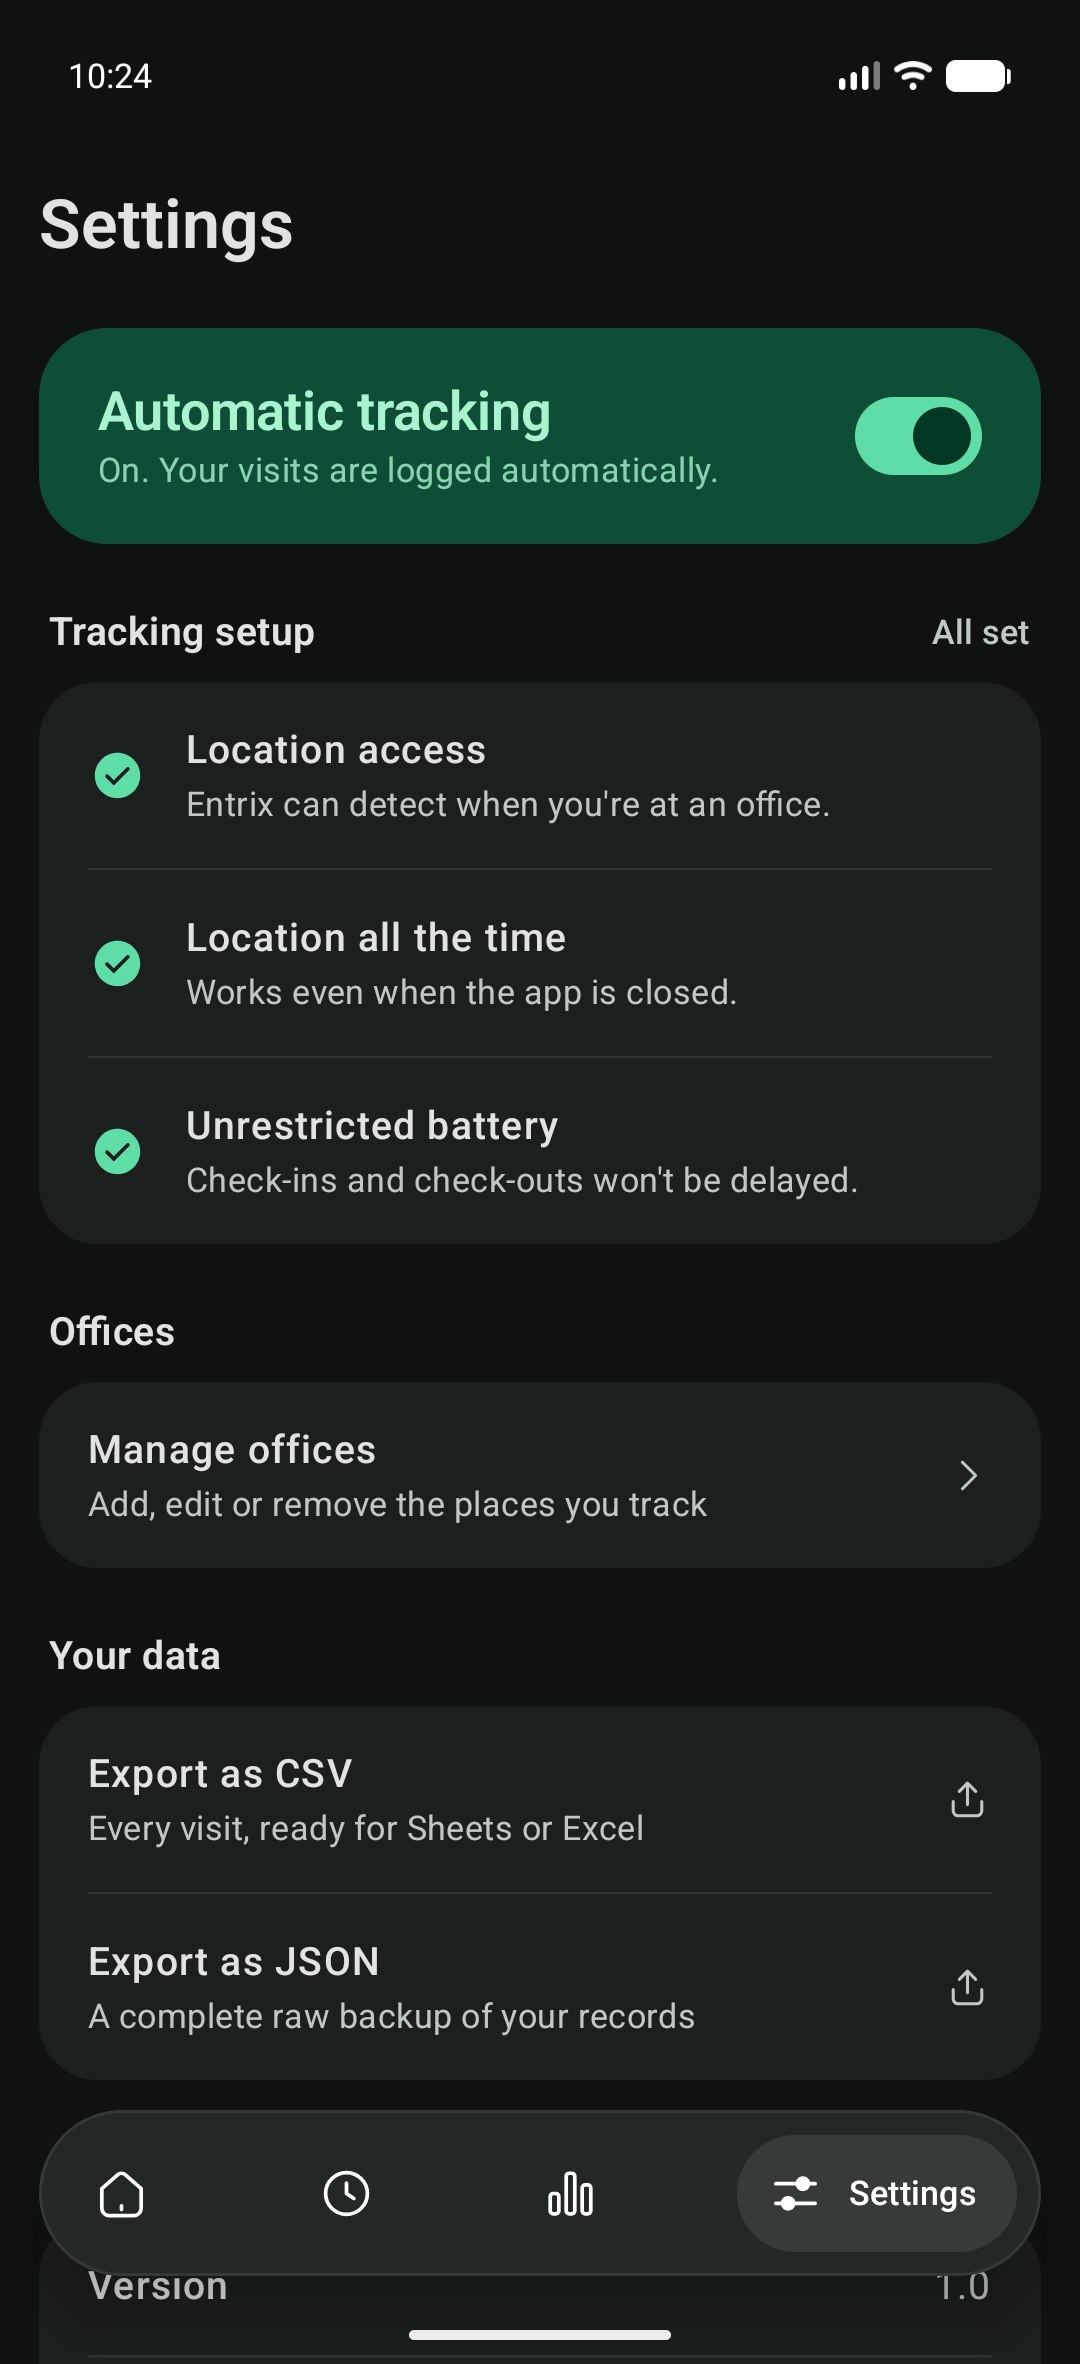 10:24
Settings
Automatic tracking
On. Your visits are logged automatically.
Tracking setup
All set
Location access
Entrix can detect when you're at an office.
Location all the time
Works even when the app is closed.
Unrestricted battery
Check-ins and check-outs won't be delayed.
Offices
Manage offices
Add, edit or remove the places you track
Your data
Export as CSV
Every visit, ready for Sheets or Excel
Export as JSON
A complete raw backup of your records
Settings
Version
1.0